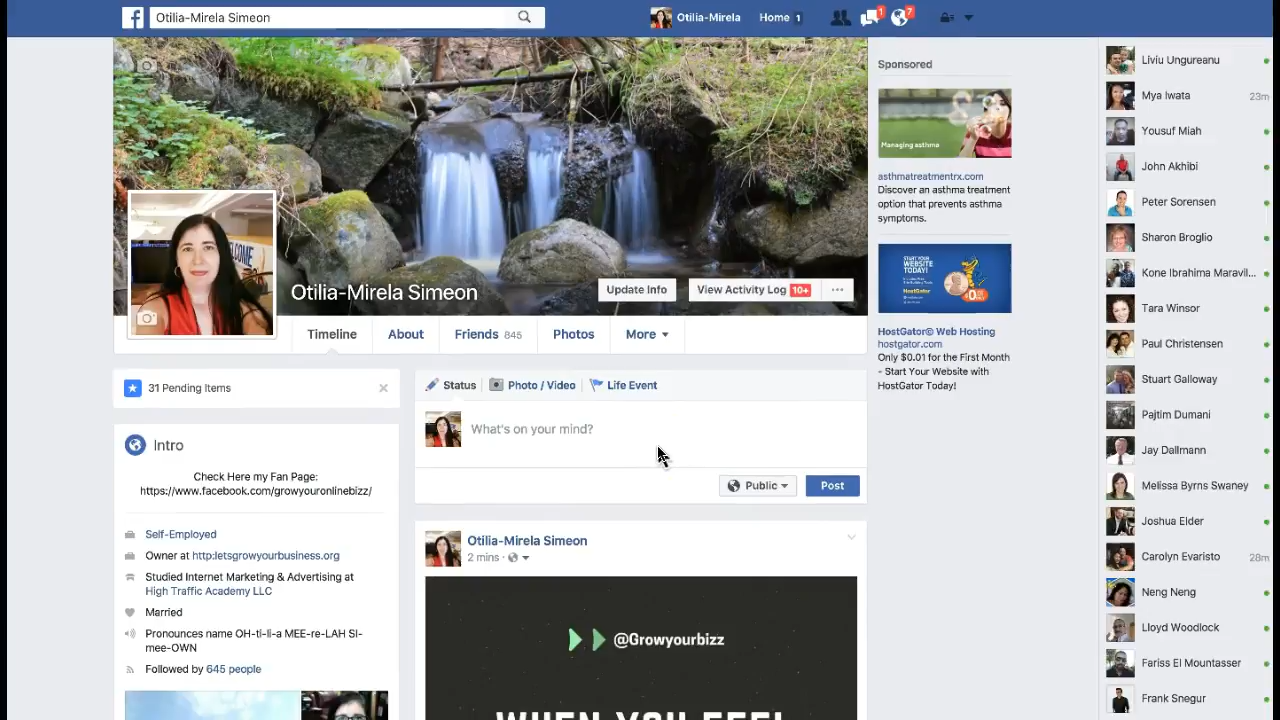 Otilia-Mirela Simeon
Otilia-Mirela
Home 1
1
7
WELCOME
Otilia-Mirela Simeon
Update Info
View Activity Log 10+
Timeline
About
Friends 845
Photos
More
31 Pending Items
Intro
Check Here my Fan Page:
https://www.facebook.com/growyouronlinebizz/
Self-Employed
Owner at http:letsgrowyourbusiness.org
Studied Internet Marketing & Advertising at
High Traffic Academy LLC
Married
Pronounces name OH-ti-li-a MEE-re-LAH SI-
mee-OWN
Followed by 645 people
Status
Photo / Video
Life Event
What's on your mind?
Public
Post
Otilia-Mirela Simeon
2 mins
@Growyourbizz
WHEN YOU FEEL
Sponsored
Managing asthma
asthmatreatmentrx.com
Discover an asthma treatment
option that prevents asthma
symptoms.
START YOUR
WEBSITE
TODAY!
HostGator® Web Hosting
hostgator.com
Only $0.01 for the First Month
- Start Your Website with
HostGator Today!
Liviu Ungureanu
Mya Iwata 23m
Yousuf Miah
John Akhibi
Peter Sorensen
Sharon Broglio
Kone Ibrahima Maravil...
Tara Winsor
Paul Christensen
Stuart Galloway
Pajtim Dumani
Jay Dallmann
Melissa Byrns Swaney
Joshua Elder
Carolyn Evaristo 28m
Neng Neng
Lloyd Woodlock
Fariss El Mountasser
Frank Smagur